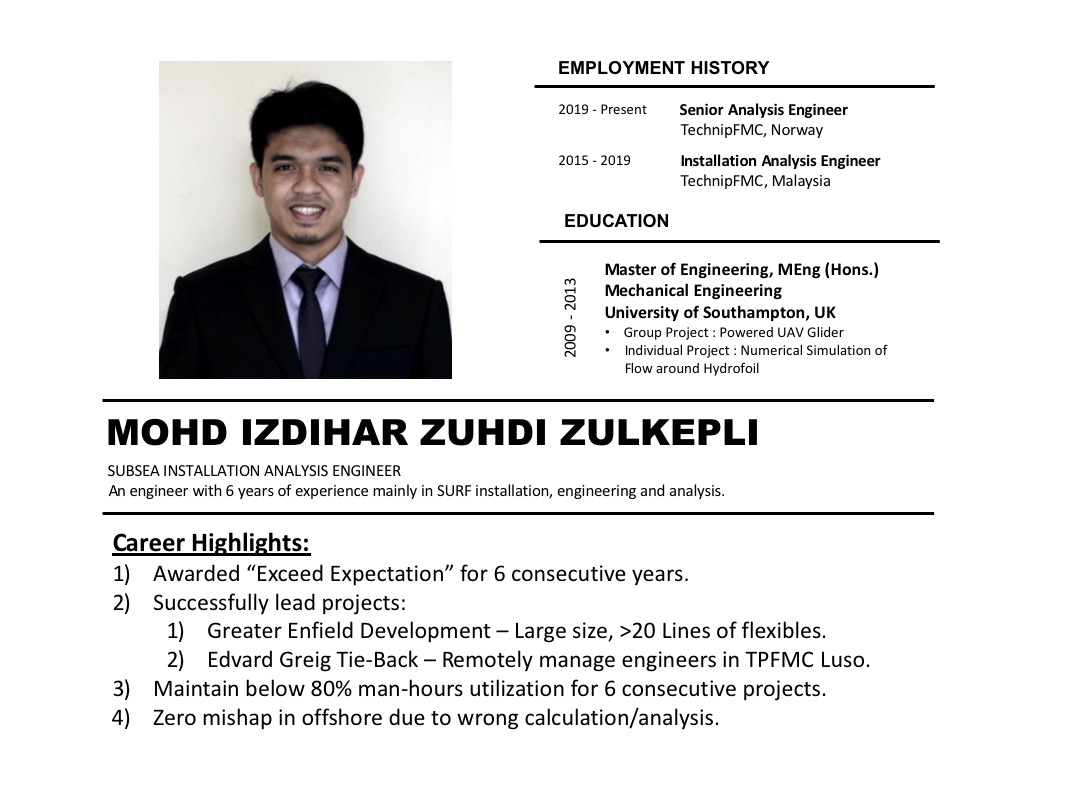 EMPLOYMENT HISTORY
2019 - Present Senior Analysis Engineer
TechnipFMC, Norway
2015 - 2019 Installation Analysis Engineer
TechnipFMC, Malaysia
EDUCATION
2009 - 2013
Master of Engineering, MEng (Hons.)
Mechanical Engineering
University of Southampton, UK
• Group Project : Powered UAV Glider
• Individual Project : Numerical Simulation of
Flow around Hydrofoil
MOHD IZDIHAR ZUHDI ZULKEPLI
SUBSEA INSTALLATION ANALYSIS ENGINEER
An engineer with 6 years of experience mainly in SURF installation, engineering and analysis.
Career Highlights:
1) Awarded “Exceed Expectation” for 6 consecutive years.
2) Successfully lead projects:
1) Greater Enfield Development – Large size, >20 Lines of flexibles.
2) Edvard Greig Tie-Back – Remotely manage engineers in TPFMC Luso.
3) Maintain below 80% man-hours utilization for 6 consecutive projects.
4) Zero mishap in offshore due to wrong calculation/analysis.